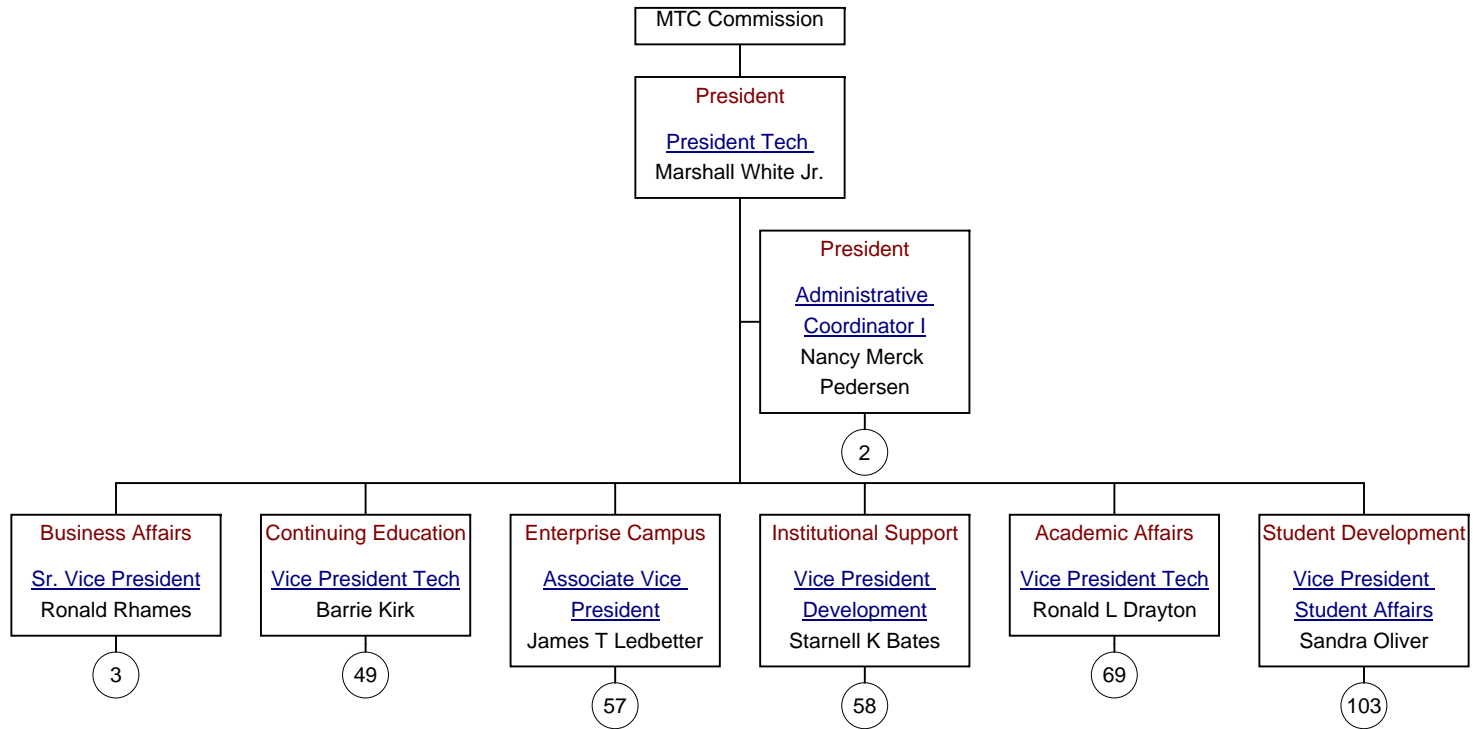 MTC Commission
President
President Tech
Marshall White Jr.
President
Administrative
Coordinator I
Nancy Merck
Pedersen
2
Business Affairs
Sr. Vice President
Ronald Rhames
3
Continuing Education
Vice President Tech
Barrie Kirk
49
Enterprise Campus
Associate Vice
President
James T Ledbetter
57
Institutional Support
Vice President
Development
Starnell K Bates
58
Academic Affairs
Vice President Tech
Ronald L Drayton
69
Student Development
Vice President
Student Affairs
Sandra Oliver
103